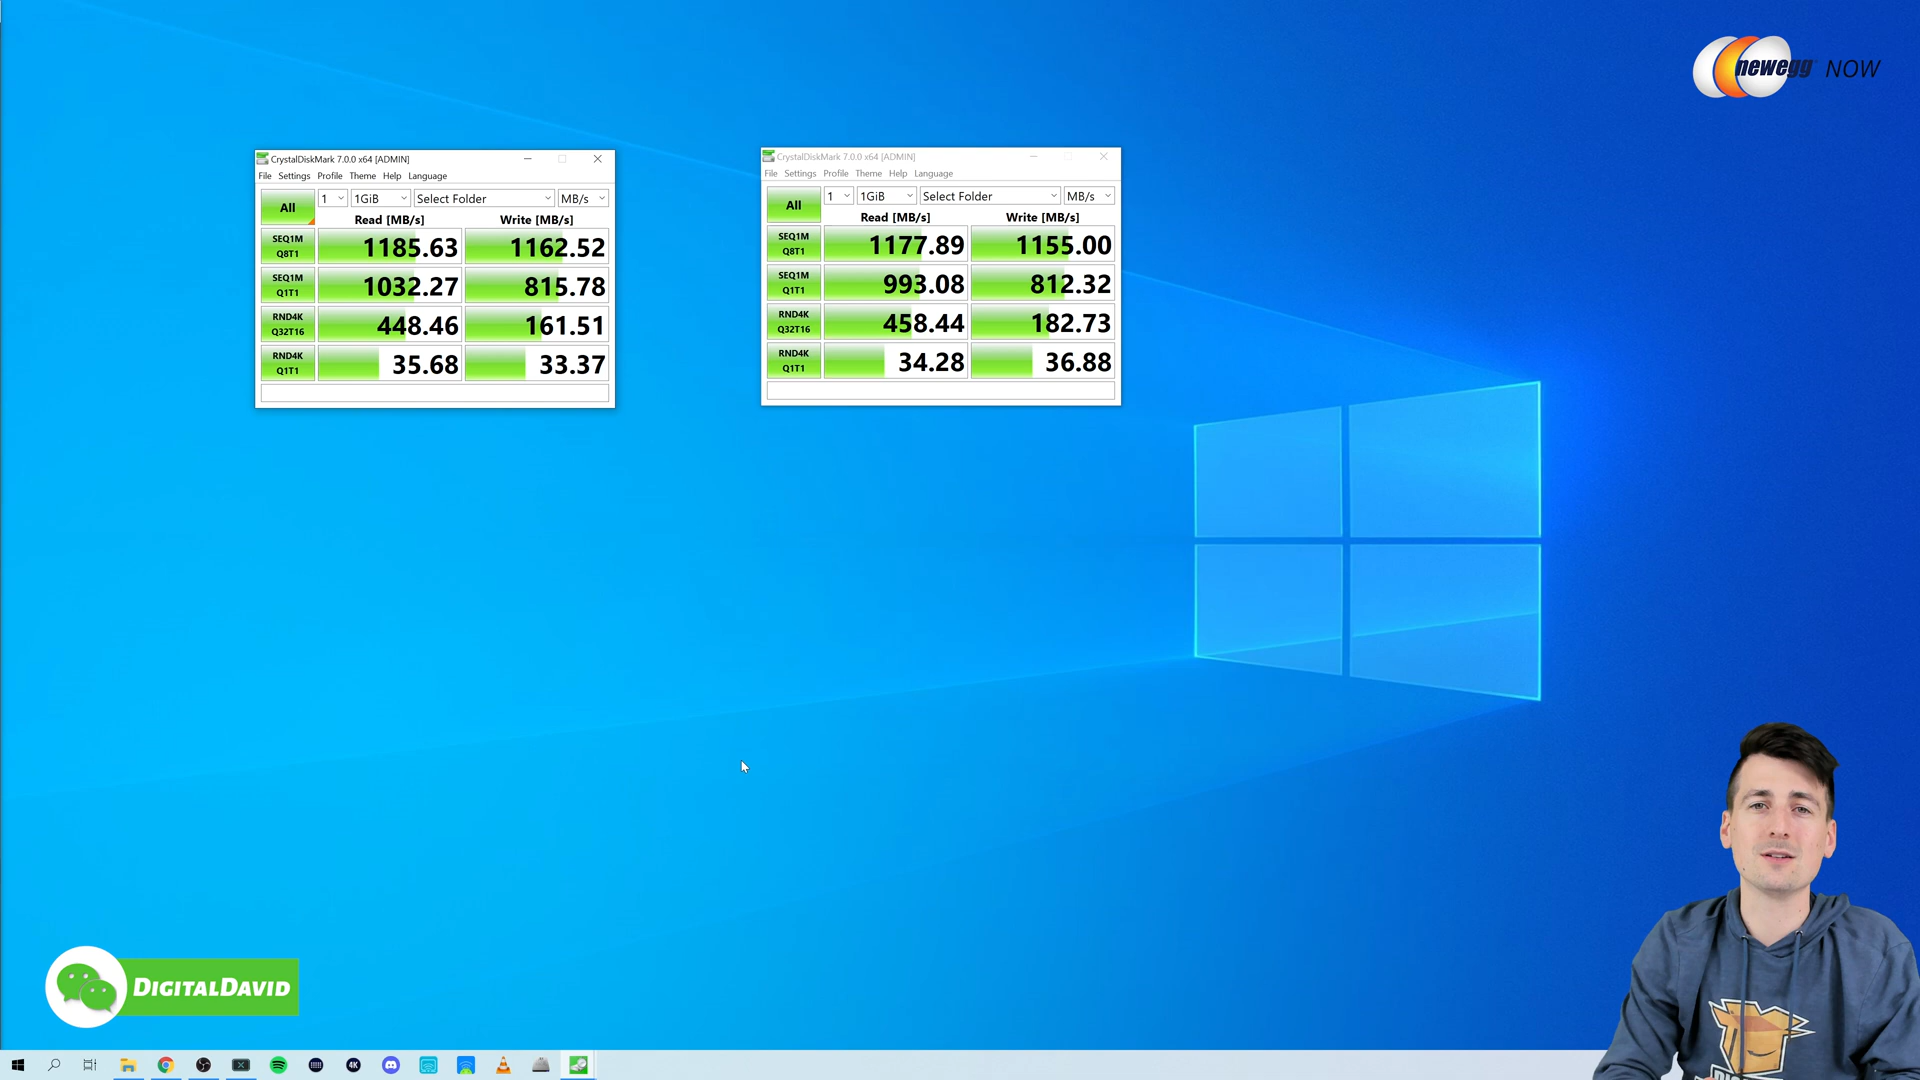 newegg NOW
CrystalDiskMark 7.0.0 x64 [ADMIN]
File Settings Profile Theme Help Language
All 1 1GiB Select Folder MB/s
Read [MB/s] Write [MB/s]
SEQ1M
Q8T1
1185.63 1162.52
SEQ1M
Q1T1
1032.27 815.78
RND4K
Q32T16
448.46 161.51
RND4K
Q1T1
35.68 33.37
CrystalDiskMark 7.0.0 x64 [ADMIN]
File Settings Profile Theme Help Language
All 1 1GiB Select Folder MB/s
Read [MB/s] Write [MB/s]
SEQ1M
Q8T1
1177.89 1155.00
SEQ1M
Q1T1
993.08 812.32
RND4K
Q32T16
458.44 182.73
RND4K
Q1T1
34.28 36.88
DIGITALDAVID
4K